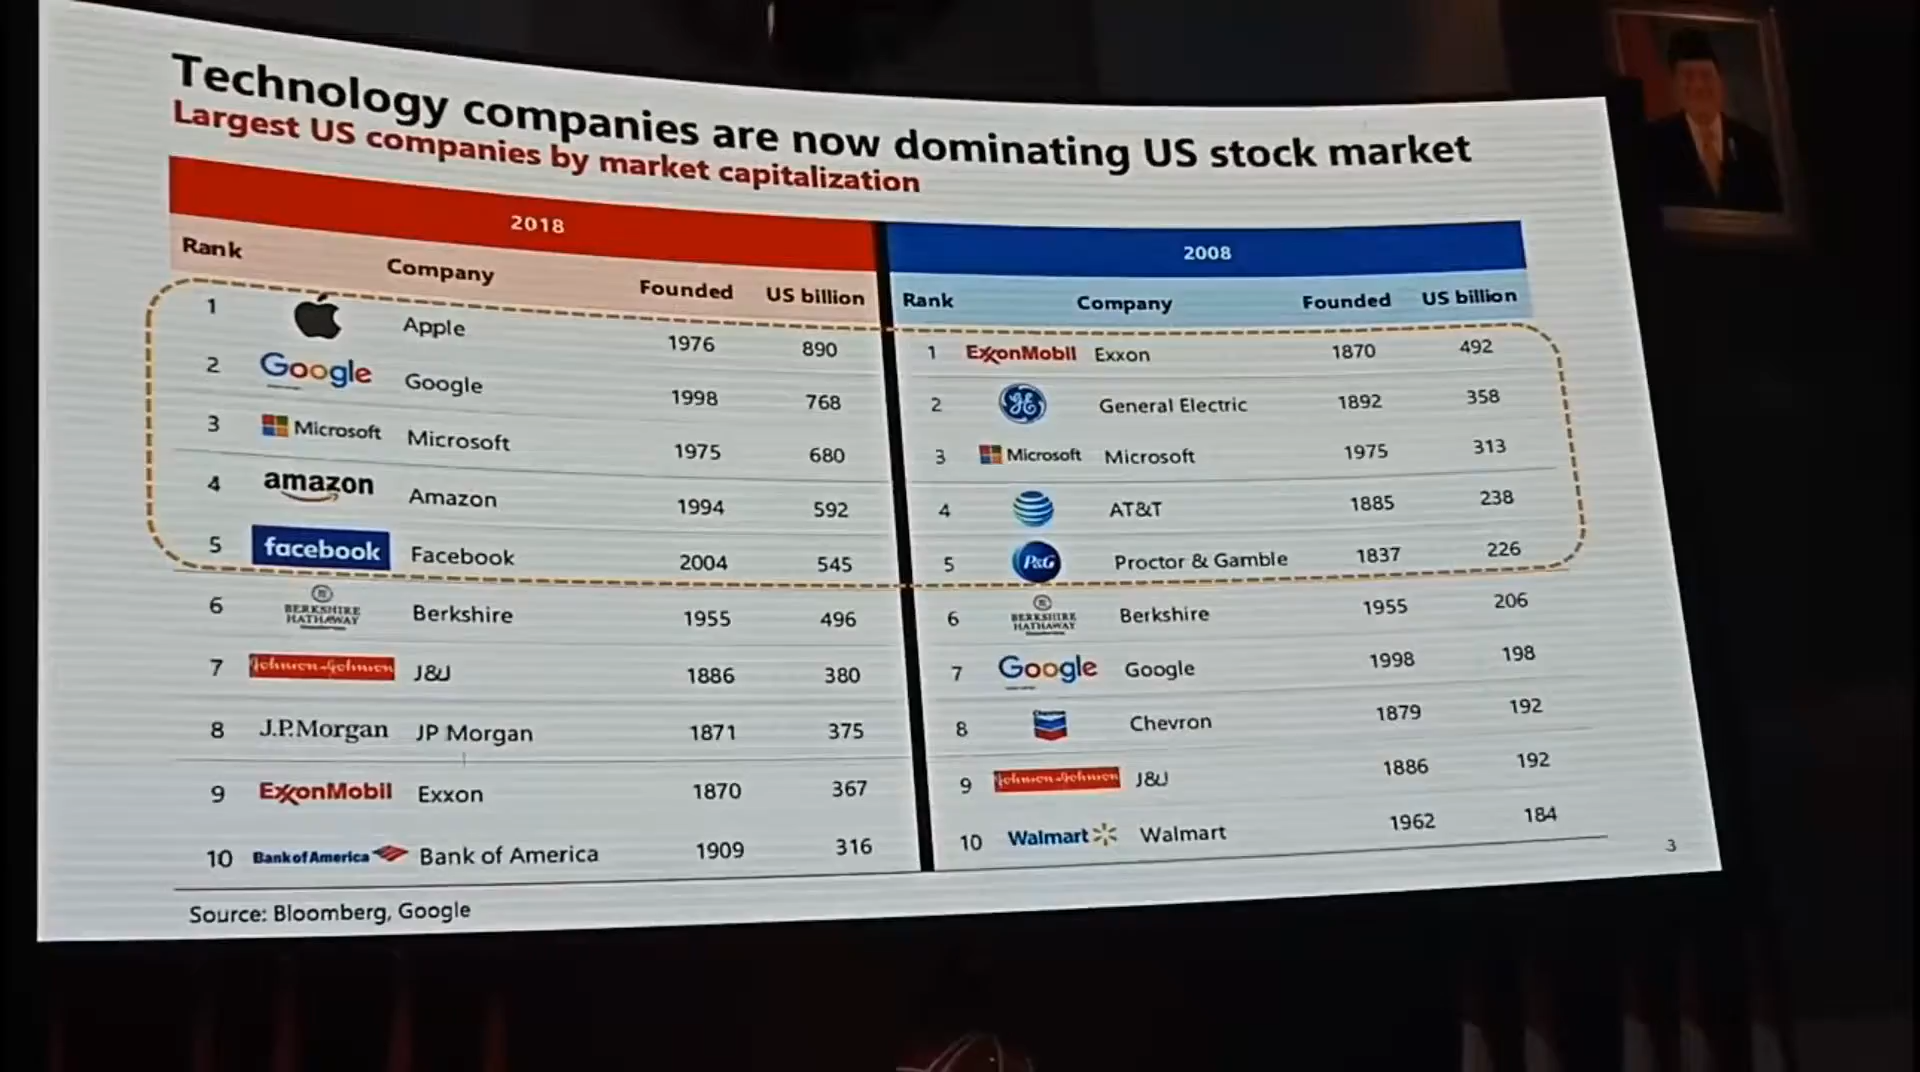 Technology companies are now dominating US stock market
Largest US companies by market capitalization
2018
Rank Company Founded US billion
1 Apple 1976 890
2 Google Google 1998 768
3 Microsoft Microsoft 1975 680
4 amazon Amazon 1994 592
5 facebook Facebook 2004 545
6 BERKSHIRE HATHAWAY Berkshire 1955 496
7 Johnson & Johnson J&J 1886 380
8 J.P.Morgan JP Morgan 1871 375
9 ExxonMobil Exxon 1870 367
10 Bank of America Bank of America 1909 316
2008
Rank Company Founded US billion
1 ExxonMobil Exxon 1870 492
2 GE General Electric 1892 358
3 Microsoft Microsoft 1975 313
4 AT&T 1885 238
5 P&G Proctor & Gamble 1837 226
6 BERKSHIRE HATHAWAY Berkshire 1955 206
7 Google Google 1998 198
8 Chevron Chevron 1879 192
9 Johnson & Johnson J&J 1886 192
10 Walmart Walmart 1962 184
Source: Bloomberg, Google
3